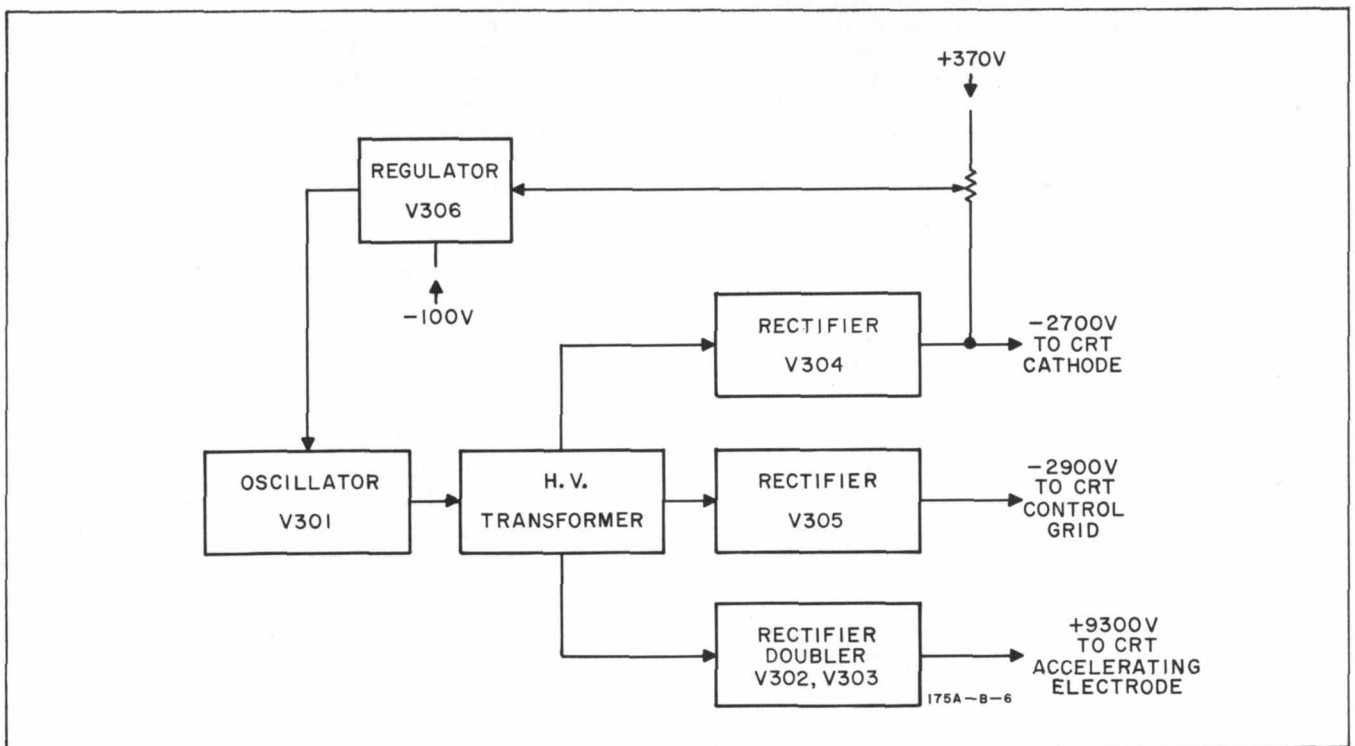 +370V
REGULATOR
V306
-100V
RECTIFIER
V304
-2700V
TO CRT
CATHODE
OSCILLATOR
V301
H. V.
TRANSFORMER
RECTIFIER
V305
-2900V
TO CRT
CONTROL
GRID
RECTIFIER
DOUBLER
V302, V303
+9300V
TO CRT
ACCELERATING
ELECTRODE
175A-B-6